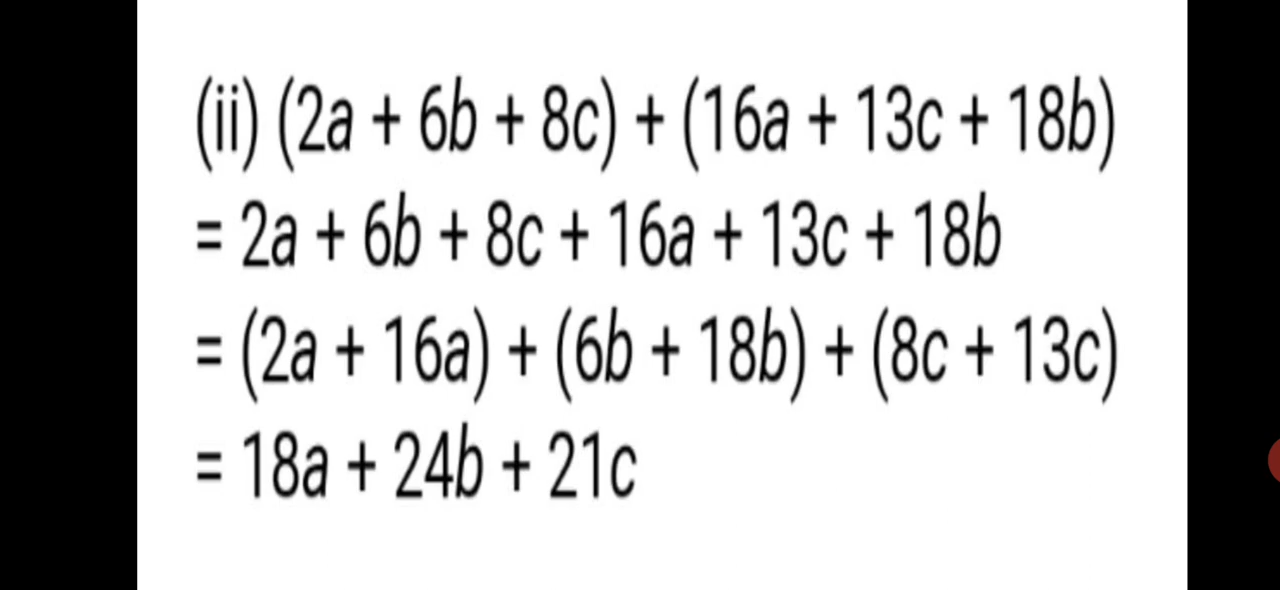 (ii) (2a + 6b + 8c) + (16a + 13c + 18b)
= 2a + 6b + 8c + 16a + 13c + 18b
= (2a + 16a) + (6b + 18b) + (8c + 13c)
= 18a + 24b + 21c